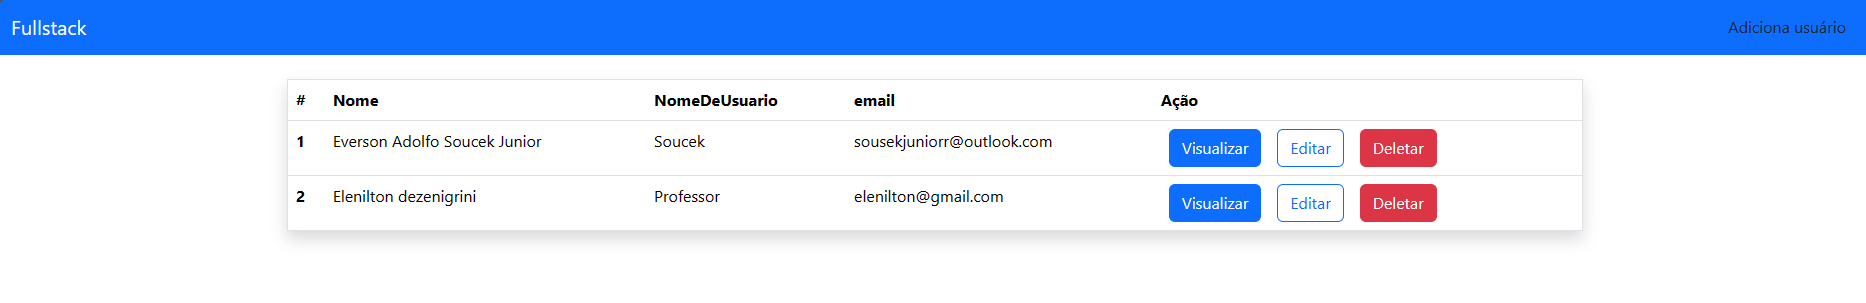 Fullstack Adiciona usuário
# Nome NomeDeUsuario email Ação
1 Everson Adolfo Soucek Junior Soucek sousekjuniorr@outlook.com Visualizar Editar Deletar
2 Elenilton dezenigrini Professor elenilton@gmail.com Visualizar Editar Deletar